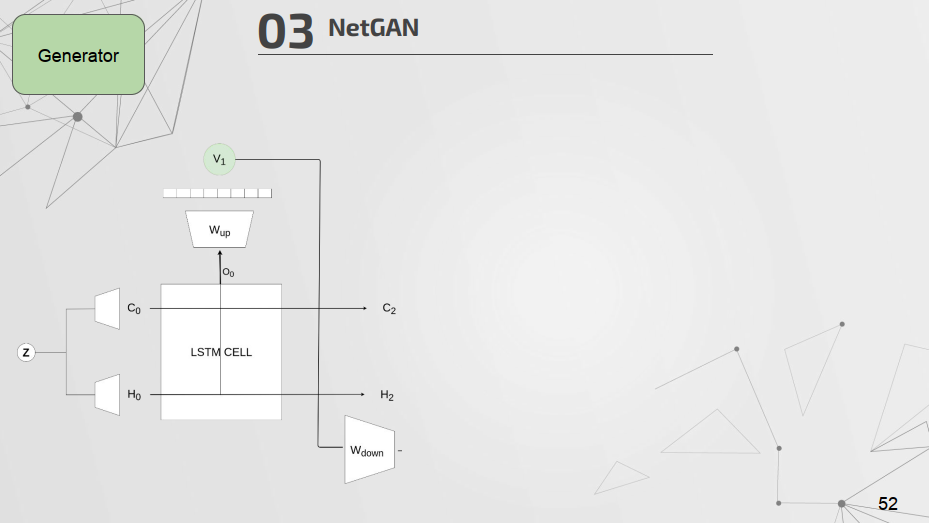 Generator
03 NetGAN
V1
Wup
O0
C0
C2
Z
LSTM CELL
H0
H2
Wdown
52